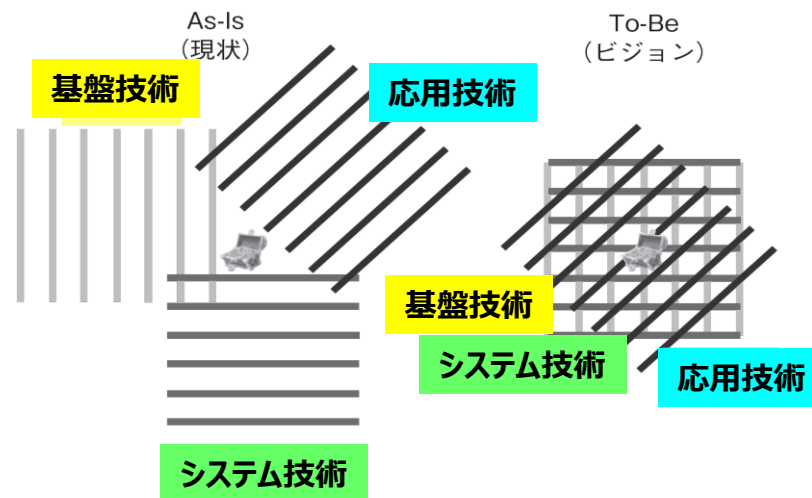 As-Is
（現状）
To-Be
（ビジョン）
基盤技術
応用技術
システム技術
基盤技術
システム技術
応用技術